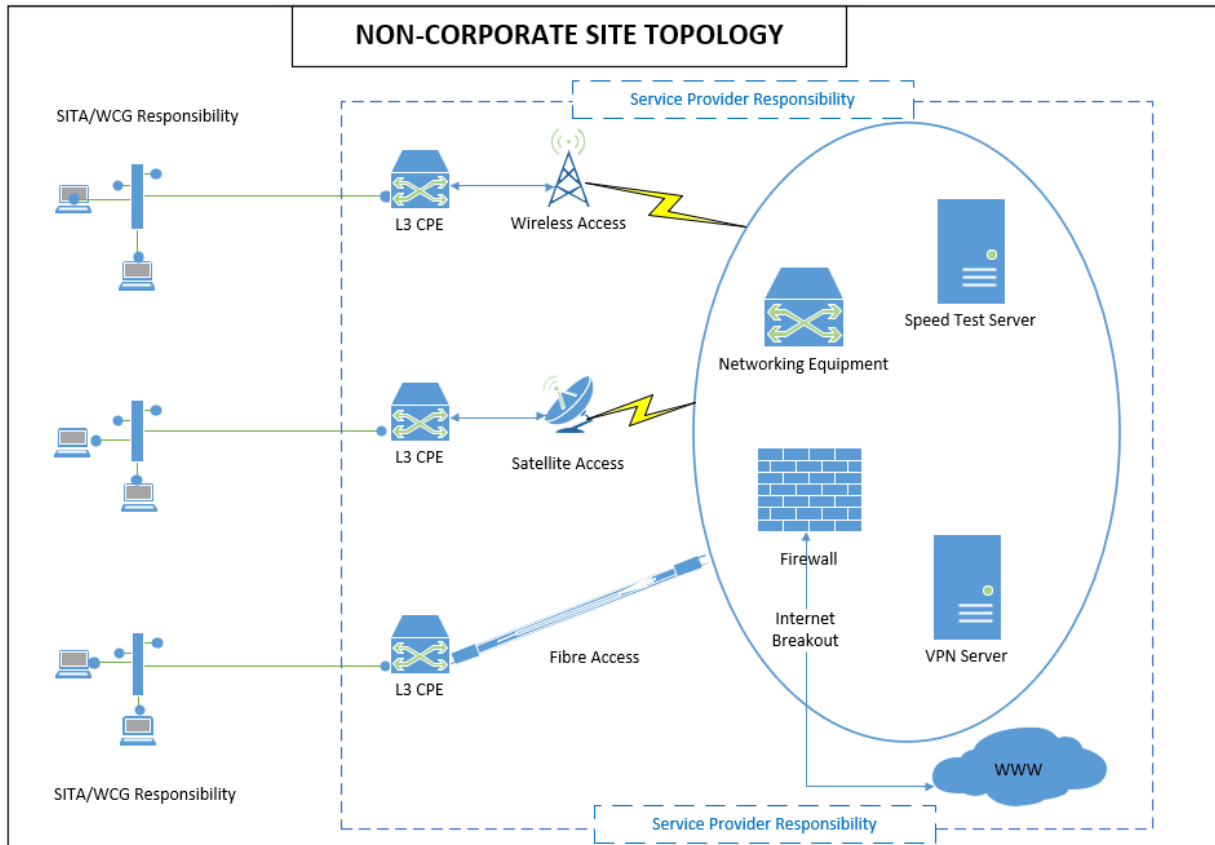 NON-CORPORATE SITE TOPOLOGY
Service Provider Responsibility
SITA/WCG Responsibility
L3 CPE
Wireless Access
Speed Test Server
Networking Equipment
L3 CPE
Satellite Access
Firewall
Internet
Breakout
Fibre Access
VPN Server
L3 CPE
WWW
SITA/WCG Responsibility
Service Provider Responsibility